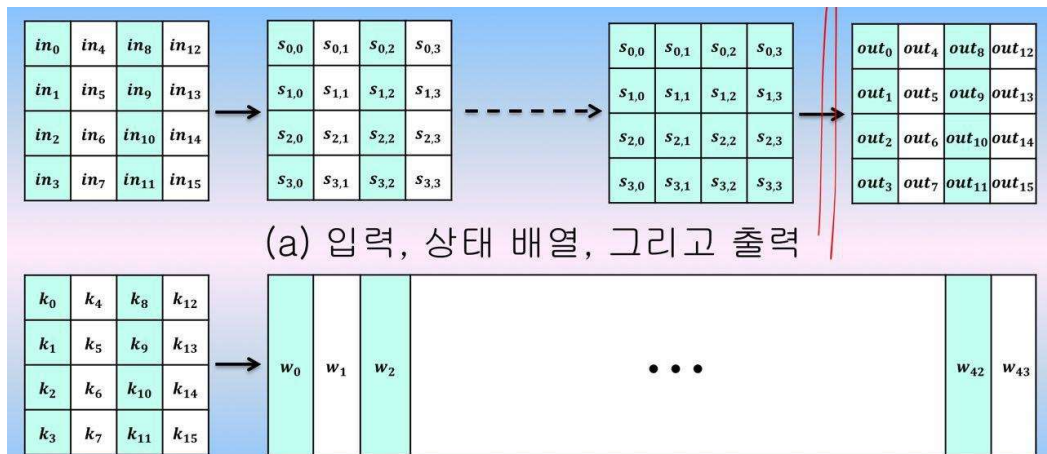 in0 in4 in8 in12 s0,0 s0,1 s0,2 s0,3 s0,0 s0,1 s0,2 s0,3 out0 out4 out8 out12
in1 in5 in9 in13 s1,0 s1,1 s1,2 s1,3 s1,0 s1,1 s1,2 s1,3 out1 out5 out9 out13
in2 in6 in10 in14 s2,0 s2,1 s2,2 s2,3 s2,0 s2,1 s2,2 s2,3 out2 out6 out10 out14
in3 in7 in11 in15 s3,0 s3,1 s3,2 s3,3 s3,0 s3,1 s3,2 s3,3 out3 out7 out11 out15
(a) 입력, 상태 배열, 그리고 출력
k0 k4 k8 k12
k1 k5 k9 k13
w0 w1 w2 ••• w42 w43
k2 k6 k10 k14
k3 k7 k11 k15